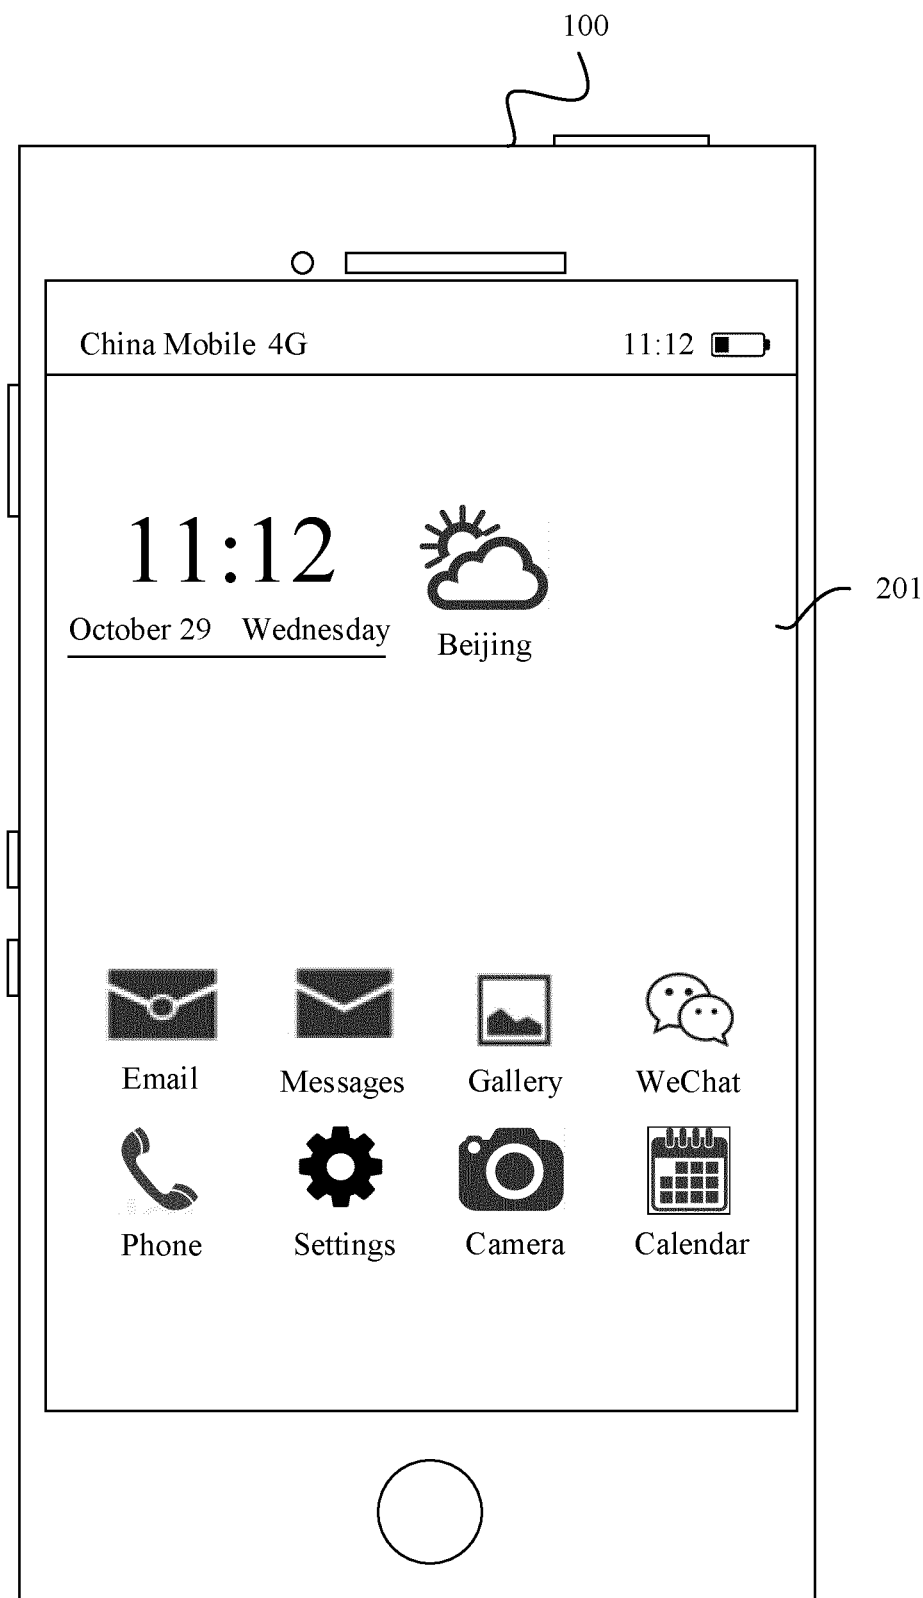 100
China Mobile 4G 11:12
11:12
October 29 Wednesday
Beijing
201
Email Messages Gallery WeChat
Phone Settings Camera Calendar